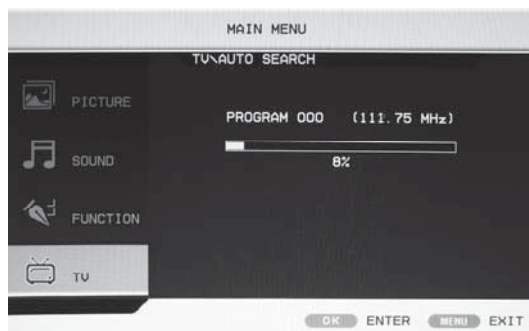 MAIN MENU
TV\AUTO SEARCH
PICTURE
PROGRAM 000 (111.75 MHz)
SOUND
8%
FUNCTION
TV
OK ENTER MENU EXIT